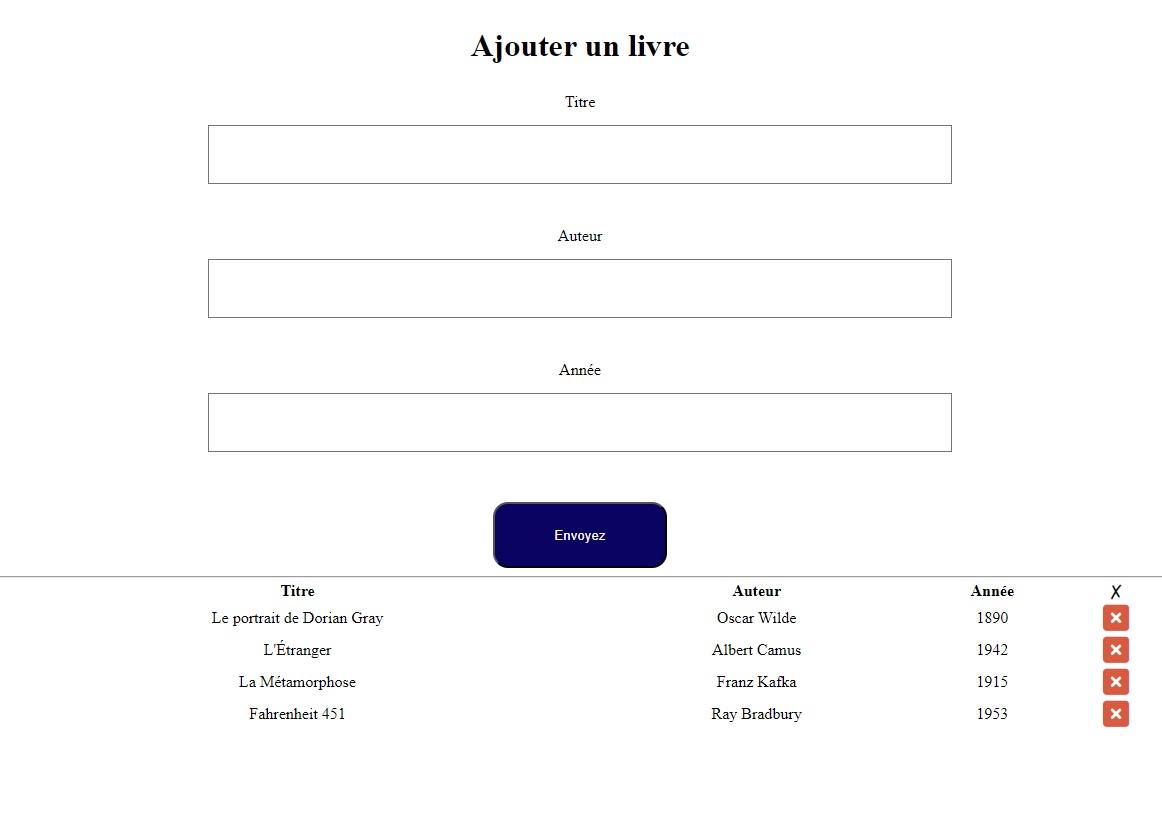 Ajouter un livre
Titre
Auteur
Année
Envoyez
Titre Auteur Année X
Le portrait de Dorian Gray Oscar Wilde 1890
L'Étranger Albert Camus 1942
La Métamorphose Franz Kafka 1915
Fahrenheit 451 Ray Bradbury 1953